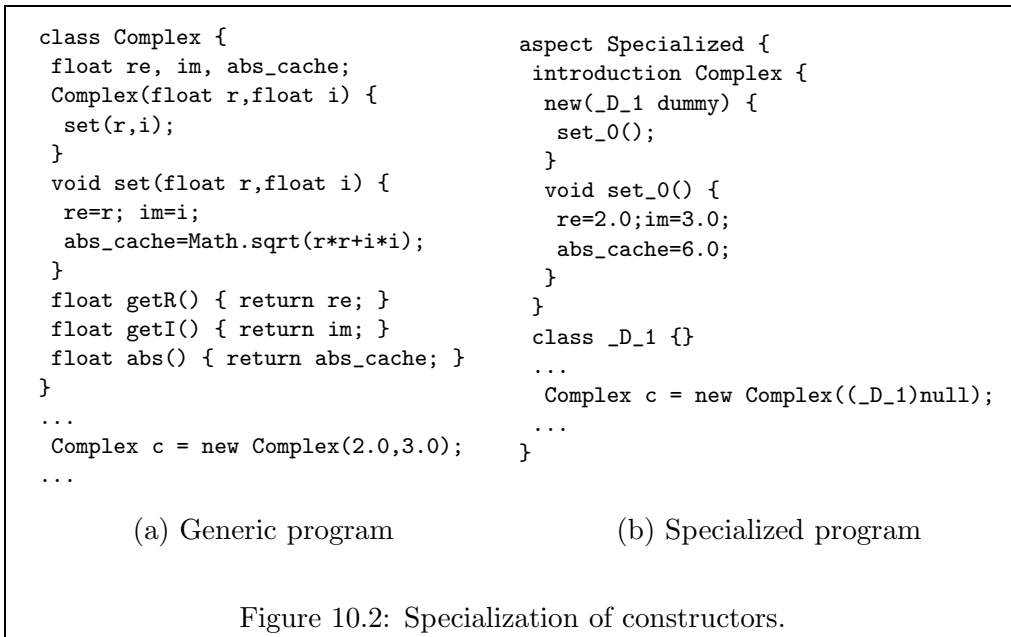 class Complex {
float re, im, abs_cache;
Complex(float r,float i) {
set(r,i);
}
void set(float r,float i) {
re=r; im=i;
abs_cache=Math.sqrt(r*r+i*i);
}
float getR() { return re; }
float getI() { return im; }
float abs() { return abs_cache; }
}
...
Complex c = new Complex(2.0,3.0);
...
(a) Generic program
aspect Specialized {
introduction Complex {
new(_D_1 dummy) {
set_0();
}
void set_0() {
re=2.0;im=3.0;
abs_cache=6.0;
}
}
class _D_1 {}
...
Complex c = new Complex((_D_1)null);
...
}
(b) Specialized program
Figure 10.2: Specialization of constructors.